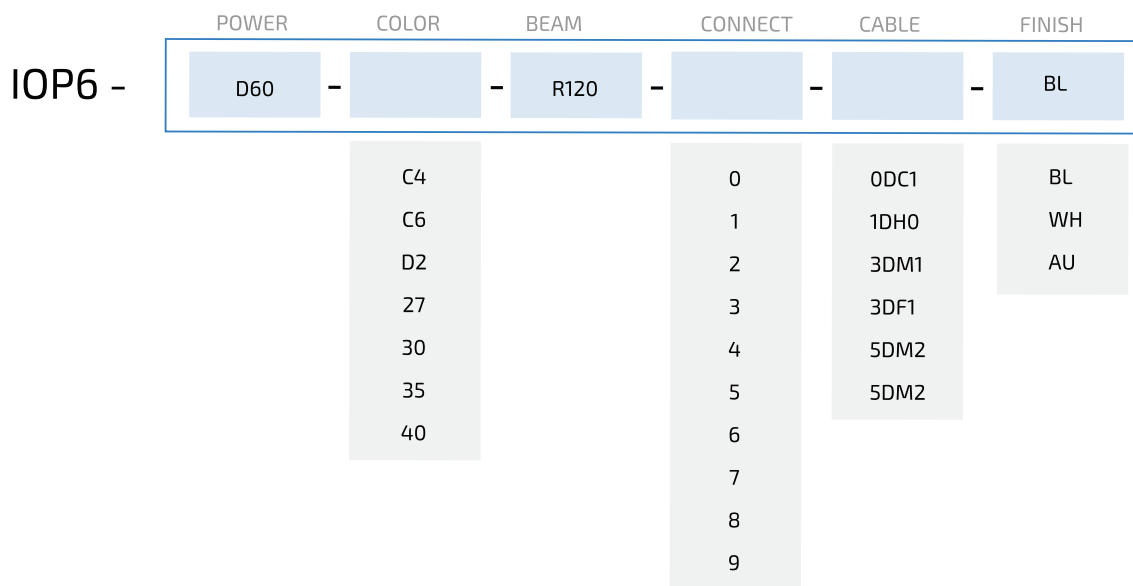 POWER COLOR BEAM CONNECT CABLE FINISH
IOP6 - D60 - - R120 - - - BL
C4 0 0DC1 BL
C6 1 1DH0 WH
D2 2 3DM1 AU
27 3 3DF1
30 4 5DM2
35 5 5DM2
40 6
7
8
9